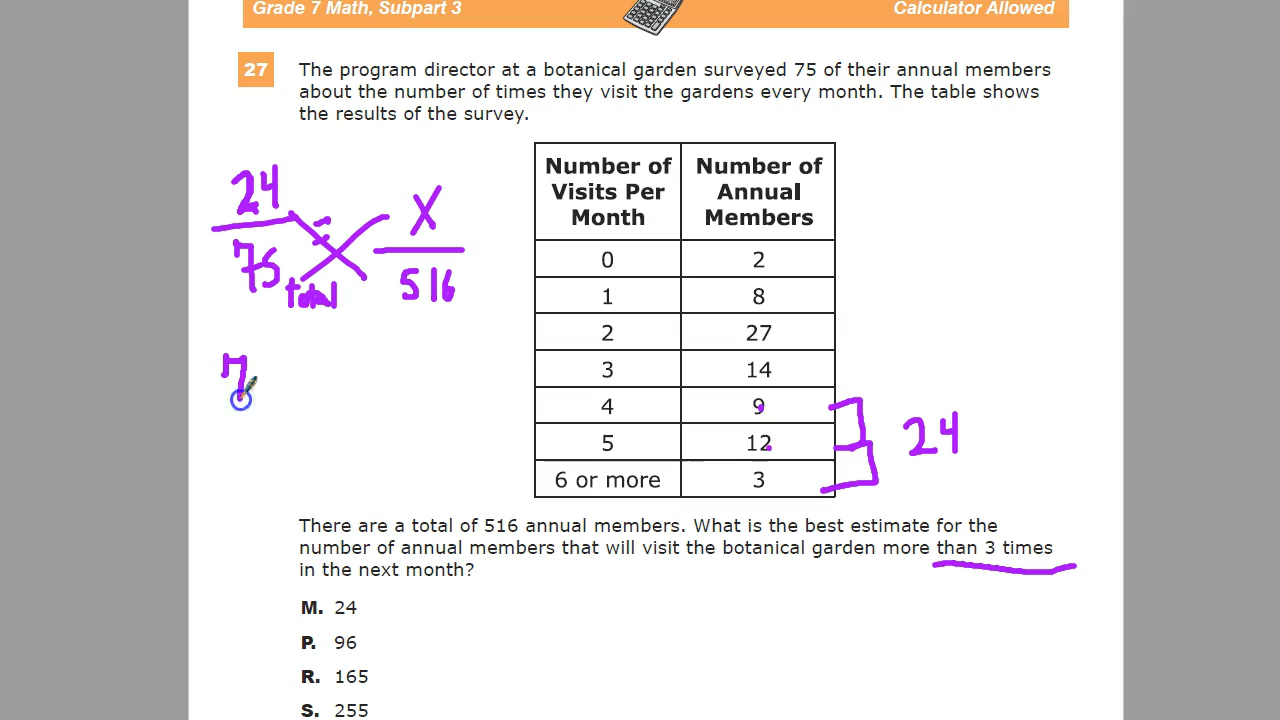 Grade 7 Math, Subpart 3
Calculator Allowed
27
The program director at a botanical garden surveyed 75 of their annual members
about the number of times they visit the gardens every month. The table shows
the results of the survey.
24
75
total
=
X
516
7
Number of Visits Per Month
Number of Annual Members
0 2
1 8
2 27
3 14
4 9
5 12
6 or more 3
24
There are a total of 516 annual members. What is the best estimate for the
number of annual members that will visit the botanical garden more than 3 times
in the next month?
M. 24
P. 96
R. 165
S. 255